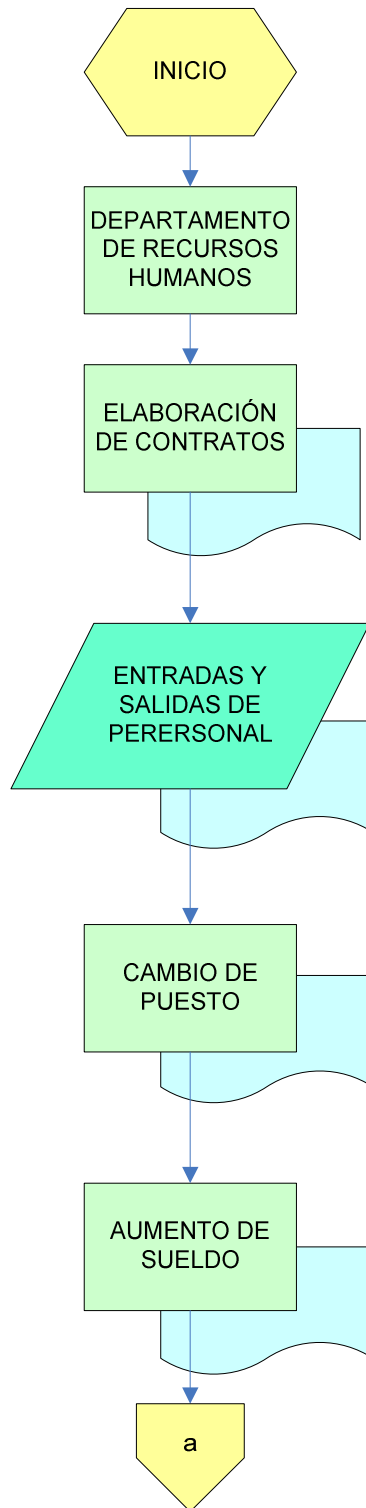 INICIO
DEPARTAMENTO
DE RECURSOS
HUMANOS
ELABORACIÓN
DE CONTRATOS
ENTRADAS Y
SALIDAS DE
PERERSONAL
CAMBIO DE
PUESTO
AUMENTO DE
SUELDO
a